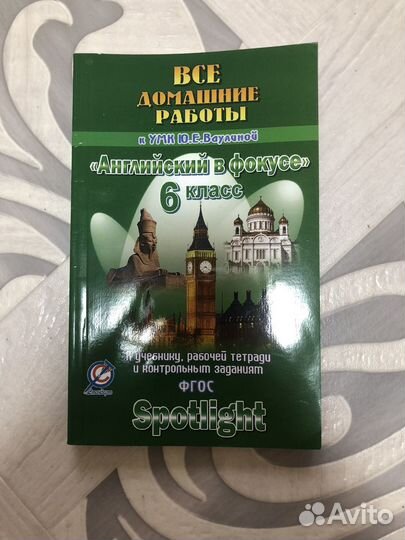 ВСЕ
ДОМАШНИЕ
РАБОТЫ
к УМК Ю.Е.Ваулиной
«Английский в фокусе»
6 класс
к учебнику, рабочей тетради
и контрольным заданиям
ФГОС
Spotlight
Avito